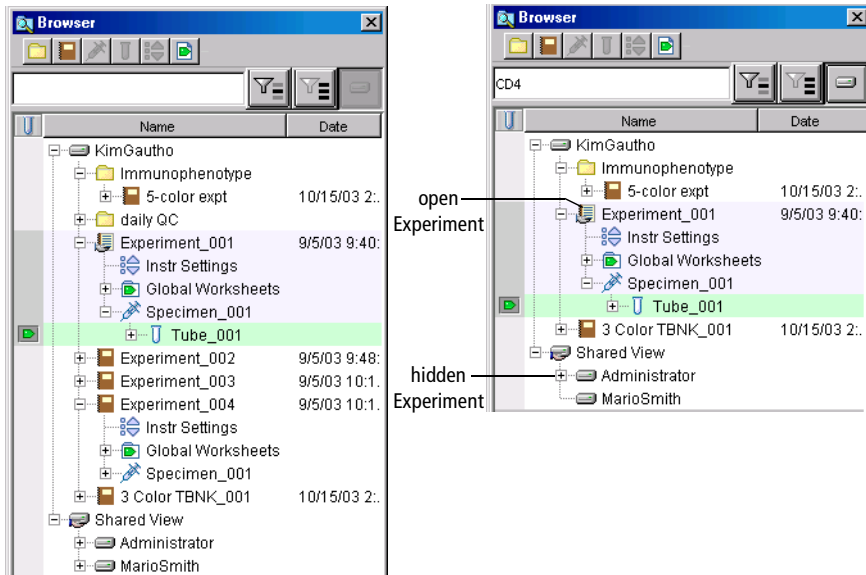 Browser
Name Date
KimGautho
Immunophenotype
5-color expt 10/15/03 2:.
daily QC
Experiment_001 9/5/03 9:40:
Instr Settings
Global Worksheets
Specimen_001
Tube_001
Experiment_002 9/5/03 9:48:
Experiment_003 9/5/03 10:1.
Experiment_004 9/5/03 10:1.
Instr Settings
Global Worksheets
Specimen_001
3 Color TBNK_001 10/15/03 2:.
Shared View
Administrator
MarioSmith
open
Experiment
hidden
Experiment
Browser
CD4
Name Date
KimGautho
Immunophenotype
5-color expt 10/15/03 2:.
Experiment_001 9/5/03 9:40:
Instr Settings
Global Worksheets
Specimen_001
Tube_001
3 Color TBNK_001 10/15/03 2:.
Shared View
Administrator
MarioSmith